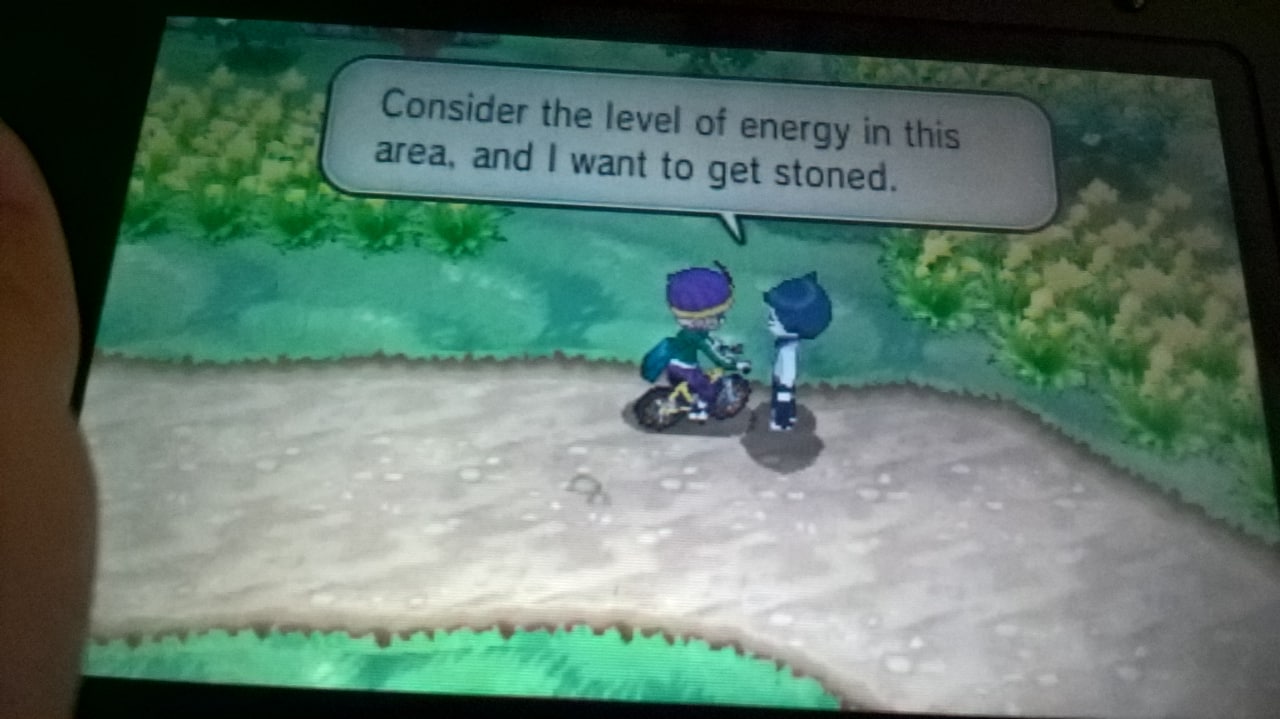 Consider the level of energy in this
area, and I want to get stoned.